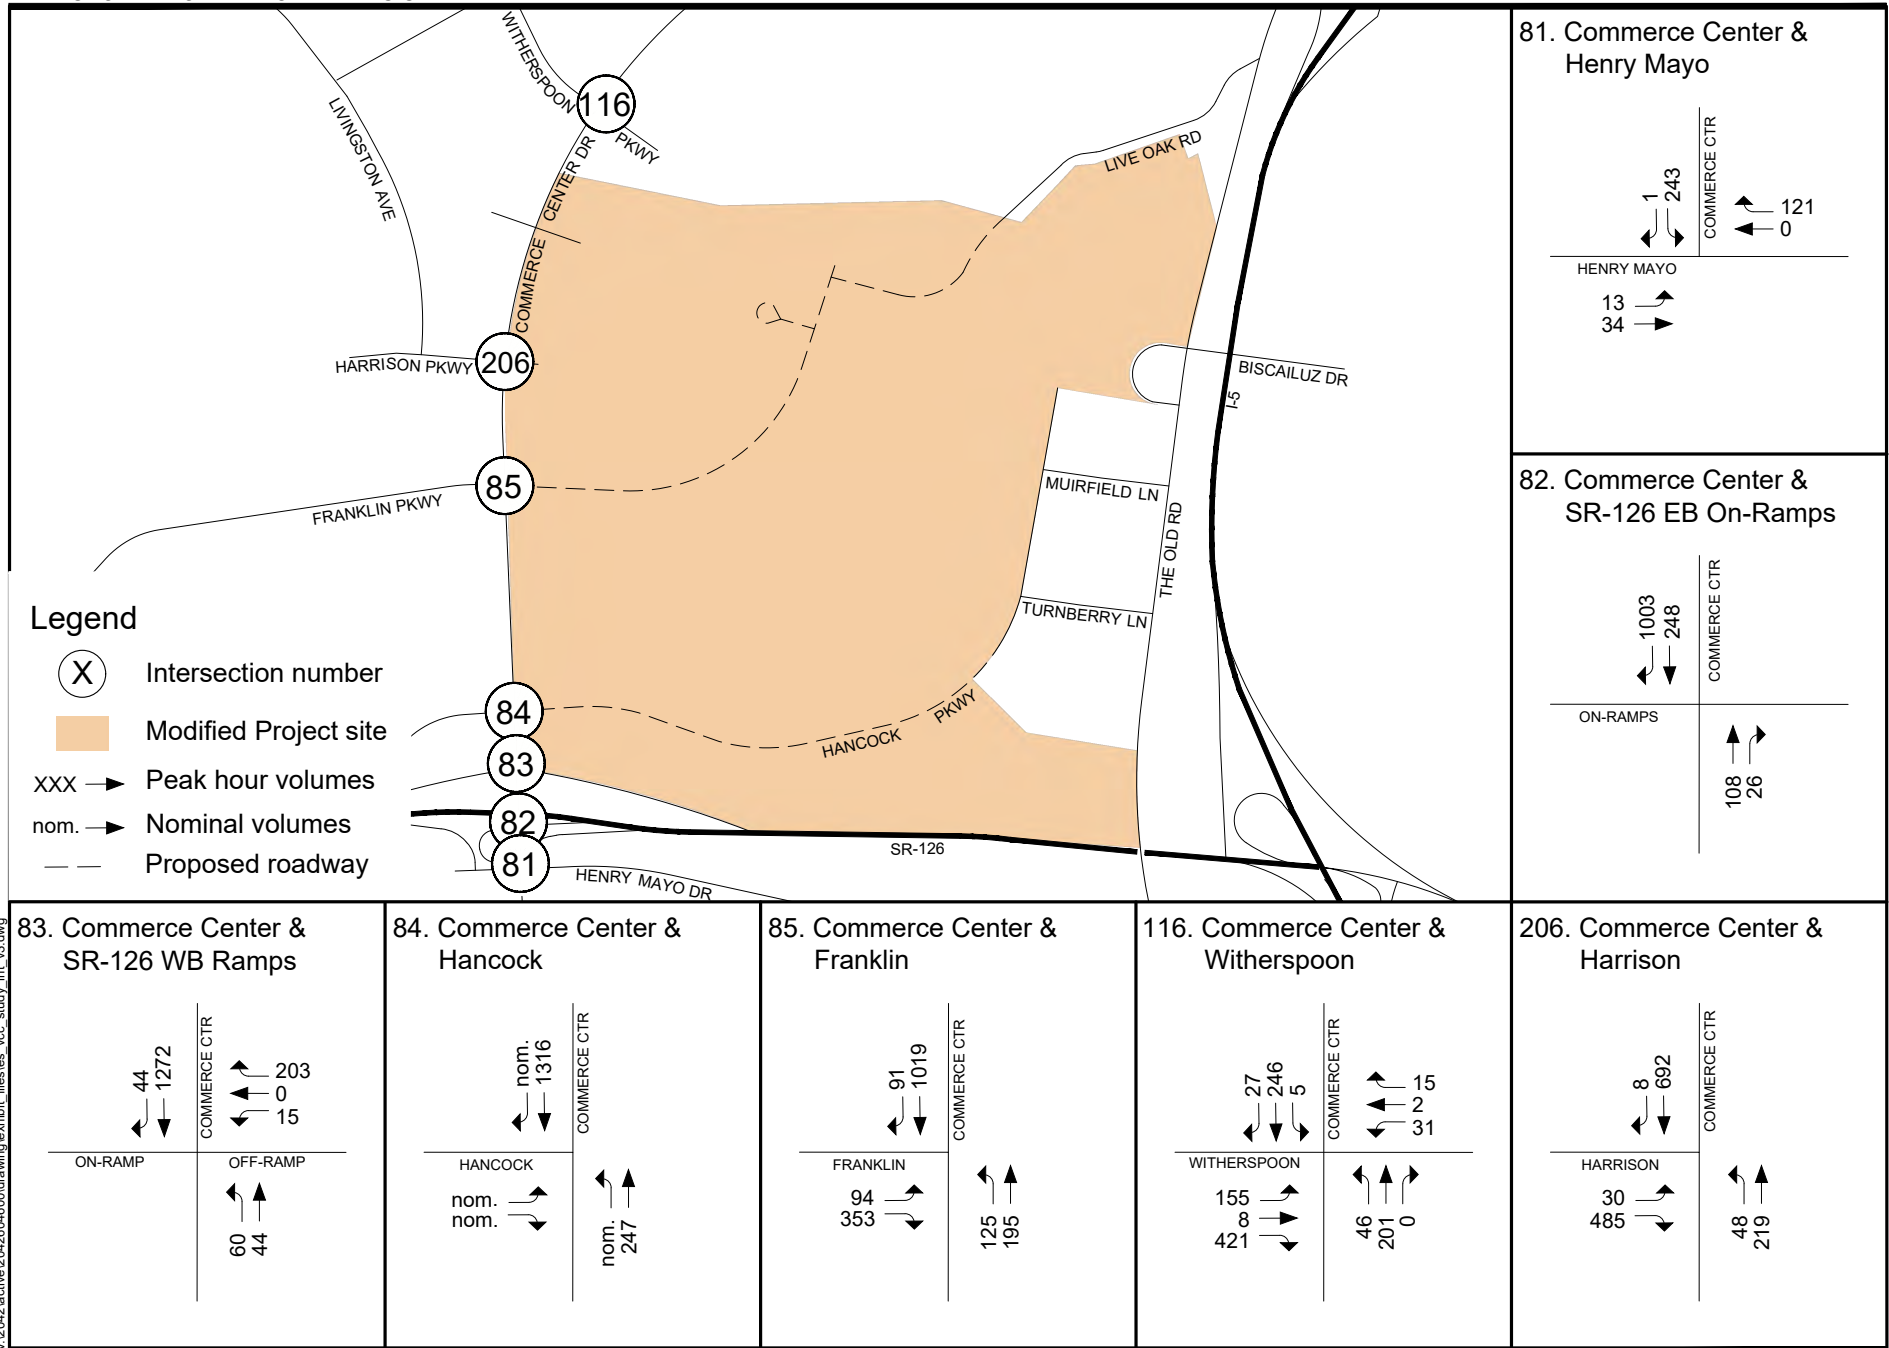 WITHERSPOON
PKWY
116
LIVINGSTON AVE
COMMERCE CENTER DR
LIVE OAK RD
HARRISON PKWY
206
BISCAILUZ DR
I-5
85
FRANKLIN PKWY
MUIRFIELD LN
THE OLD RD
TURNBERRY LN
84
HANCOCK PKWY
83
82
SR-126
81
HENRY MAYO DR
Legend
X Intersection number
Modified Project site
XXX Peak hour volumes
nom. Nominal volumes
Proposed roadway
81. Commerce Center &
Henry Mayo
COMMERCE CTR
1
243
121
0
HENRY MAYO
13
34
82. Commerce Center &
SR-126 EB On-Ramps
COMMERCE CTR
1003
248
ON-RAMPS
108
26
83. Commerce Center &
SR-126 WB Ramps
COMMERCE CTR
44
1272
203
0
15
ON-RAMP
OFF-RAMP
60
44
84. Commerce Center &
Hancock
COMMERCE CTR
nom.
1316
HANCOCK
nom.
nom.
nom.
247
85. Commerce Center &
Franklin
COMMERCE CTR
91
1019
FRANKLIN
94
353
125
195
116. Commerce Center &
Witherspoon
COMMERCE CTR
27
246
5
15
2
31
WITHERSPOON
155
8
421
46
201
0
206. Commerce Center &
Harrison
COMMERCE CTR
8
692
HARRISON
30
485
48
219